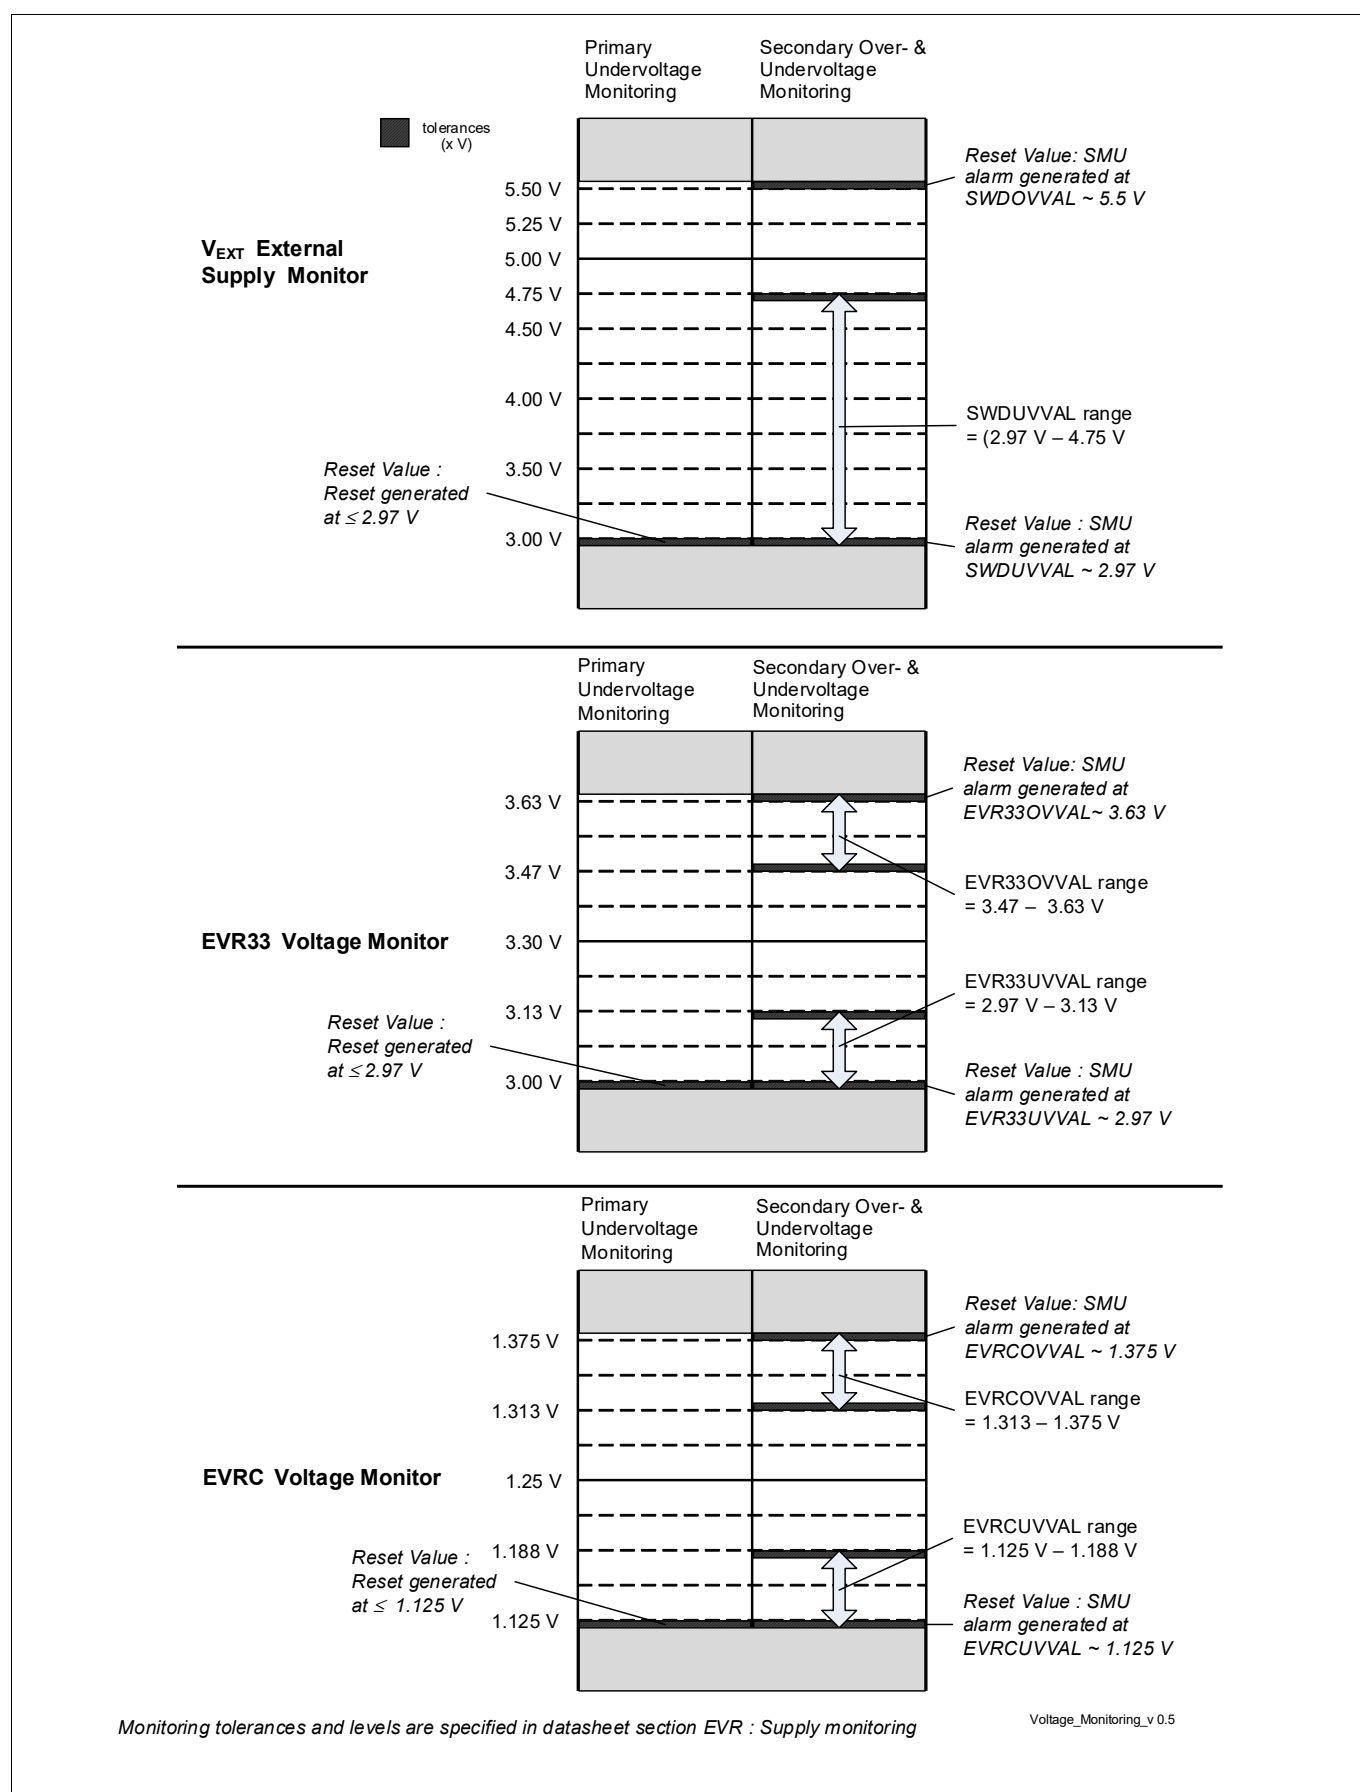 Primary
Undervoltage
Monitoring
Secondary Over- &
Undervoltage
Monitoring
tolerances
(x V)
5.50 V
5.25 V
5.00 V
4.75 V
4.50 V
4.00 V
3.50 V
3.00 V
VEXT External
Supply Monitor
Reset Value :
Reset generated
at ≤ 2.97 V
Reset Value: SMU
alarm generated at
SWDOVVAL ~ 5.5 V
SWDUVVAL range
= (2.97 V – 4.75 V
Reset Value : SMU
alarm generated at
SWDUVVAL ~ 2.97 V
Primary
Undervoltage
Monitoring
Secondary Over- &
Undervoltage
Monitoring
3.63 V
3.47 V
3.30 V
3.13 V
3.00 V
EVR33 Voltage Monitor
Reset Value :
Reset generated
at ≤ 2.97 V
Reset Value: SMU
alarm generated at
EVR33OVVAL~ 3.63 V
EVR33OVVAL range
= 3.47 – 3.63 V
EVR33UVVAL range
= 2.97 V – 3.13 V
Reset Value : SMU
alarm generated at
EVR33UVVAL ~ 2.97 V
Primary
Undervoltage
Monitoring
Secondary Over- &
Undervoltage
Monitoring
1.375 V
1.313 V
1.25 V
1.188 V
1.125 V
EVRC Voltage Monitor
Reset Value :
Reset generated
at ≤ 1.125 V
Reset Value: SMU
alarm generated at
EVRCOVVAL ~ 1.375 V
EVRCOVVAL range
= 1.313 – 1.375 V
EVRCUVVAL range
= 1.125 V – 1.188 V
Reset Value : SMU
alarm generated at
EVRCUVVAL ~ 1.125 V
Monitoring tolerances and levels are specified in datasheet section EVR : Supply monitoring
Voltage_Monitoring_v 0.5